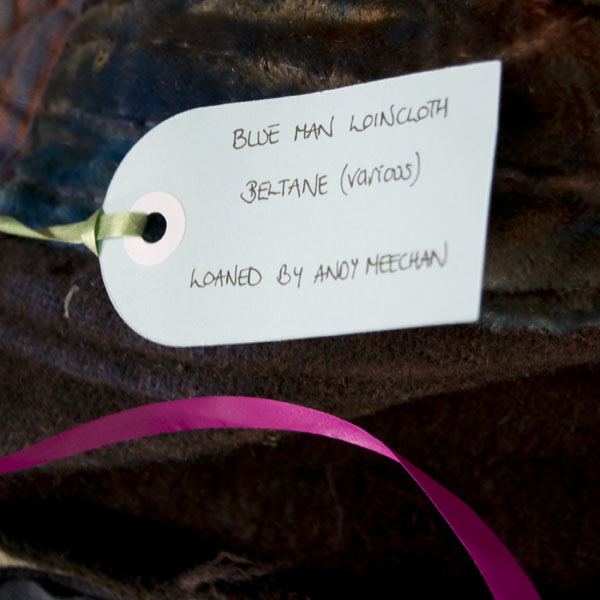 BLUE MAN LOINCLOTH
BELTANE (various)
LOANED BY ANDY MEECHAN